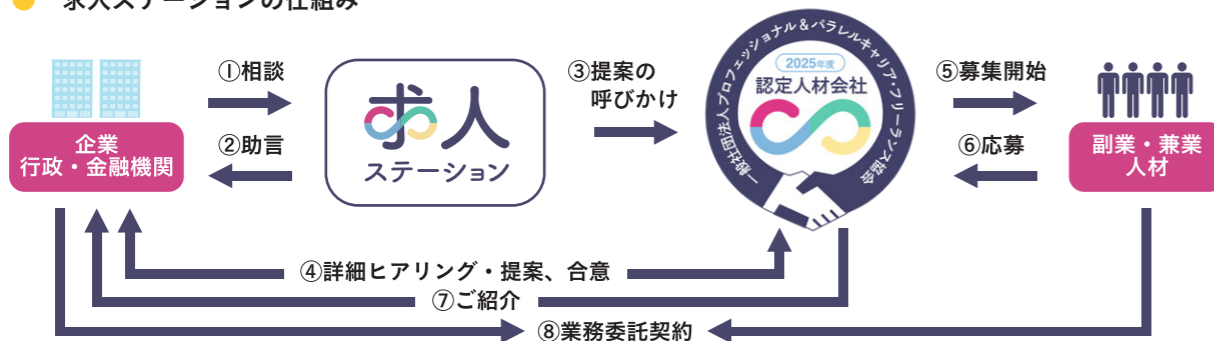 求人ステーションの仕組み
①相談
②助言
企業
行政・金融機関
求人
ステーション
③提案の
呼びかけ
一般社団法人プロフェッショナル&パラレルキャリア・フリーランス協会
2025年度
認定人材会社
⑤募集開始
⑥応募
副業・兼業
人材
④詳細ヒアリング・提案、合意
⑦ご紹介
⑧業務委託契約